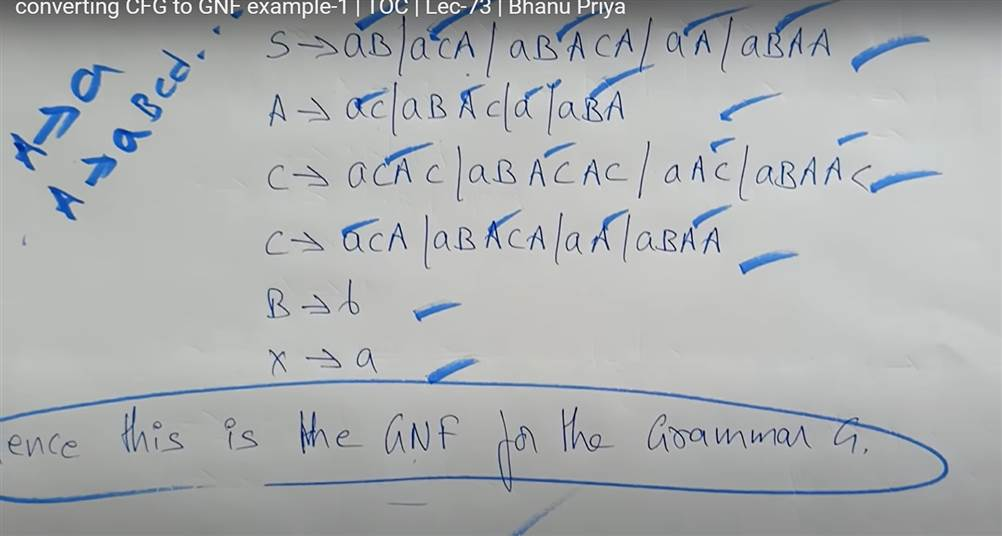 converting CFG to GNF example-1 | TOC | Lec-73 | Bhanu Priya
S → aB | aCA | aBACA | aA | aBAA
A → aC | aBAC | a | aBA
C → aCAC | aBACAC | aAC | aBAAC
C → aCA | aBACA | aA | aBAA
B → b
X → a
ence this is the GNF for the Grammar G.
A → a
A → aBcd...